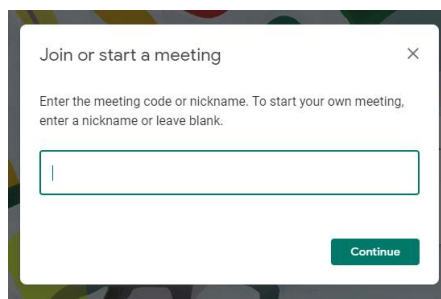 Join or start a meeting
Enter the meeting code or nickname. To start your own meeting,
enter a nickname or leave blank.
Continue